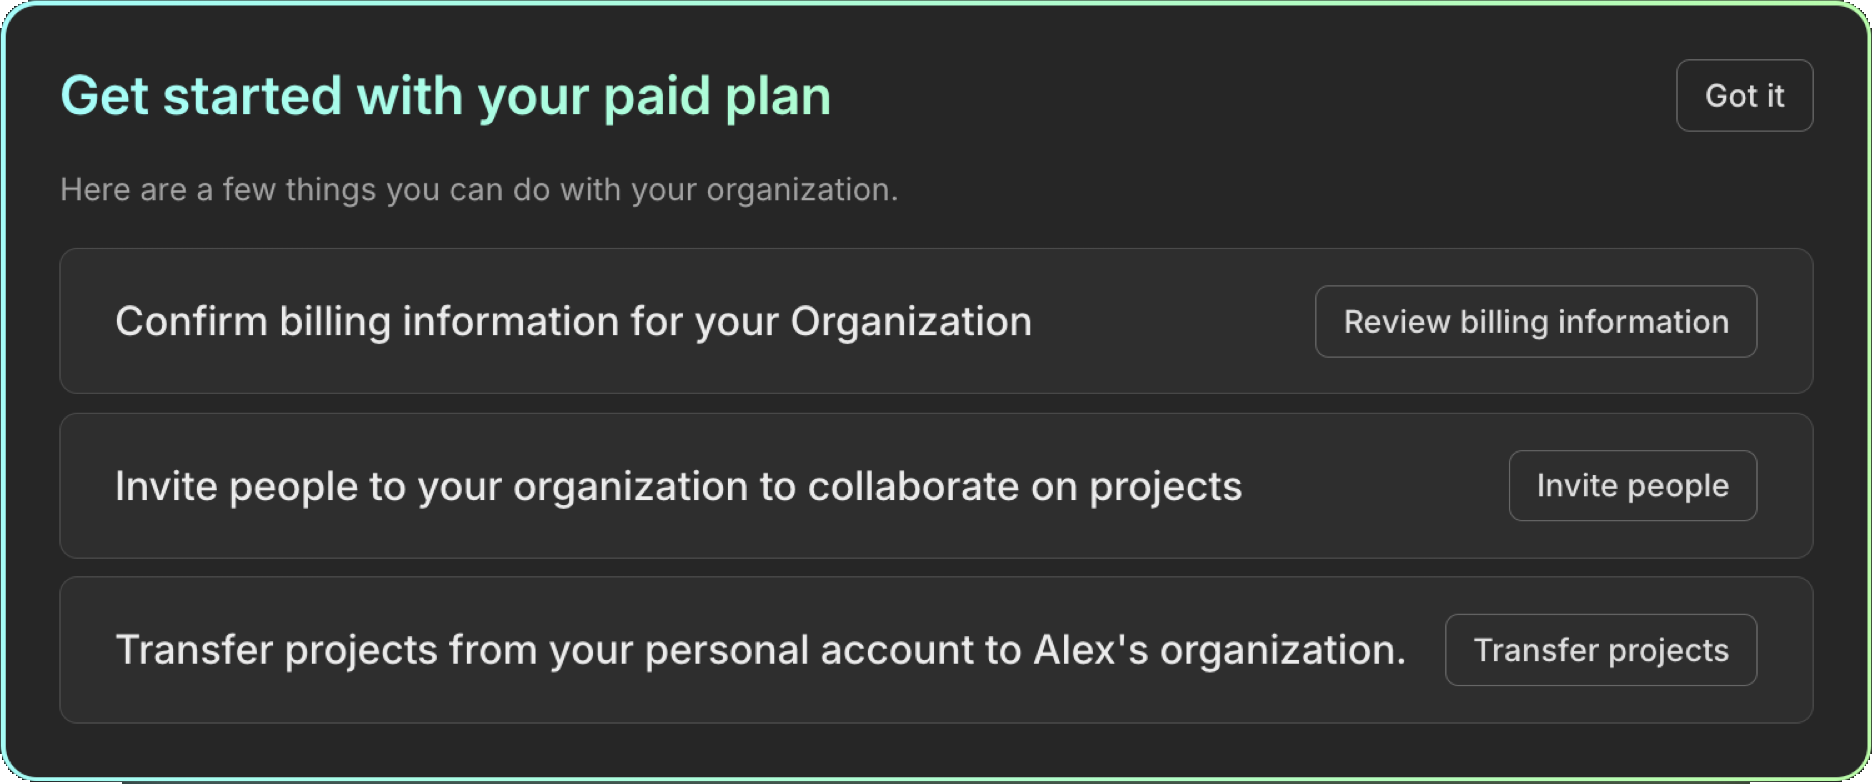 Get started with your paid plan
Got it
Here are a few things you can do with your organization.
Confirm billing information for your Organization
Review billing information
Invite people to your organization to collaborate on projects
Invite people
Transfer projects from your personal account to Alex's organization.
Transfer projects